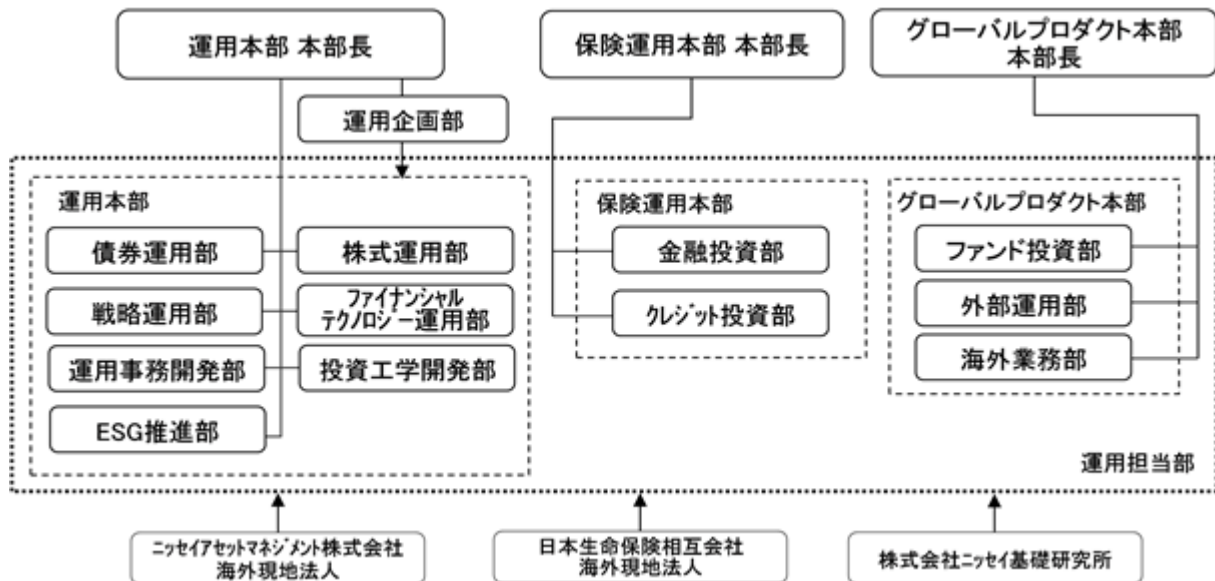 運用本部 本部長
保険運用本部 本部長
グローバルプロダクト本部
本部長
運用企画部
運用本部
債券運用部
株式運用部
戦略運用部
ファイナンシャル
テクノロジー運用部
運用事務開発部
投資工学開発部
ESG推進部
保険運用本部
金融投資部
クレジット投資部
グローバルプロダクト本部
ファンド投資部
外部運用部
海外業務部
運用担当部
ニッセイアセットマネジメント株式会社
海外現地法人
日本生命保険相互会社
海外現地法人
株式会社ニッセイ基礎研究所